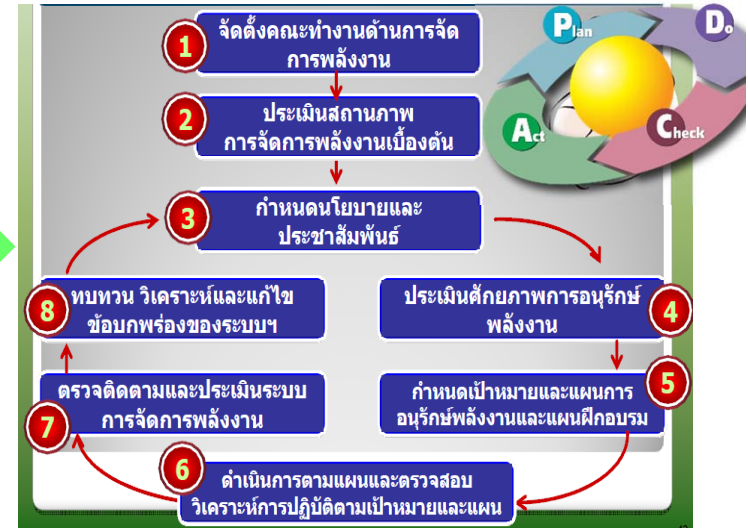 1
จัดตั้งคณะทำงานด้านการจัด
การพลังงาน
Plan
Do
Check
Act
2
ประเมินสถานภาพ
การจัดการพลังงานเบื้องต้น
3
กำหนดนโยบายและ
ประชาสัมพันธ์
8
ทบทวน วิเคราะห์และแก้ไข
ข้อบกพร่องของระบบฯ
ประเมินศักยภาพการอนุรักษ์
พลังงาน
4
ตรวจติดตามและประเมินระบบ
การจัดการพลังงาน
7
กำหนดเป้าหมายและแผนการ
อนุรักษ์พลังงานและแผนฝึกอบรม
5
6
ดำเนินการตามแผนและตรวจสอบ
วิเคราะห์การปฏิบัติตามเป้าหมายและแผน